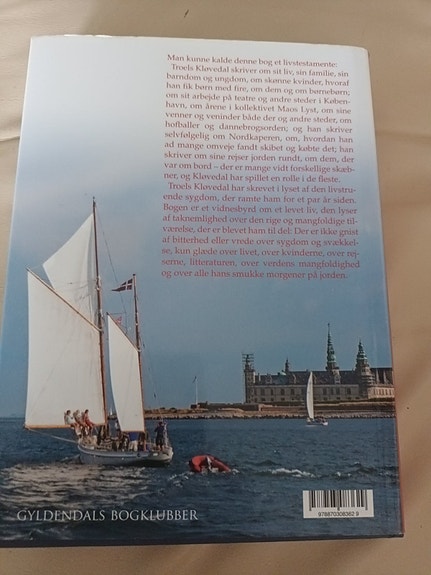 Man kunne kalde denne bog et livstestamente:
Troels Kløvedal skriver om sit liv, sin familie, sin
barndom og ungdom, om skønne kvinder, hvoraf
han fik børn med fire, om dem og om børnebørn;
om sit arbejde på teatre og andre steder i Køben-
havn, om årene i kollektivet Maos Lyst, om sine
venner og veninder både der og andre steder, om
hofballer og dannebrogsorden; og han skriver
selvfølgelig om Nordkaperen, om, hvordan han
ad mange omveje fandt skibet og købte det; han
skriver om sine rejser jorden rundt, om dem, der
var om bord – der er mange vidt forskellige skæb-
ner, og Kløvedal har spillet en rolle i de fleste.
Troels Kløvedal har skrevet i lyset af den livstru-
ende sygdom, der ramte ham for et par år siden.
Bogen er et vidnesbyrd om et levet liv, den lyser
af taknemlighed over den rige og mangfoldige til-
værelse, der er blevet ham til del: Der er ikke gnist
af bitterhed eller vrede over sygdom og svækkel-
se, kun glæde over livet, over kvinderne, over rej-
serne, litteraturen, over verdens mangfoldighed
og over alle hans smukke morgener på jorden.
GYLDENDALS BOGKLUBBER
9788703083629